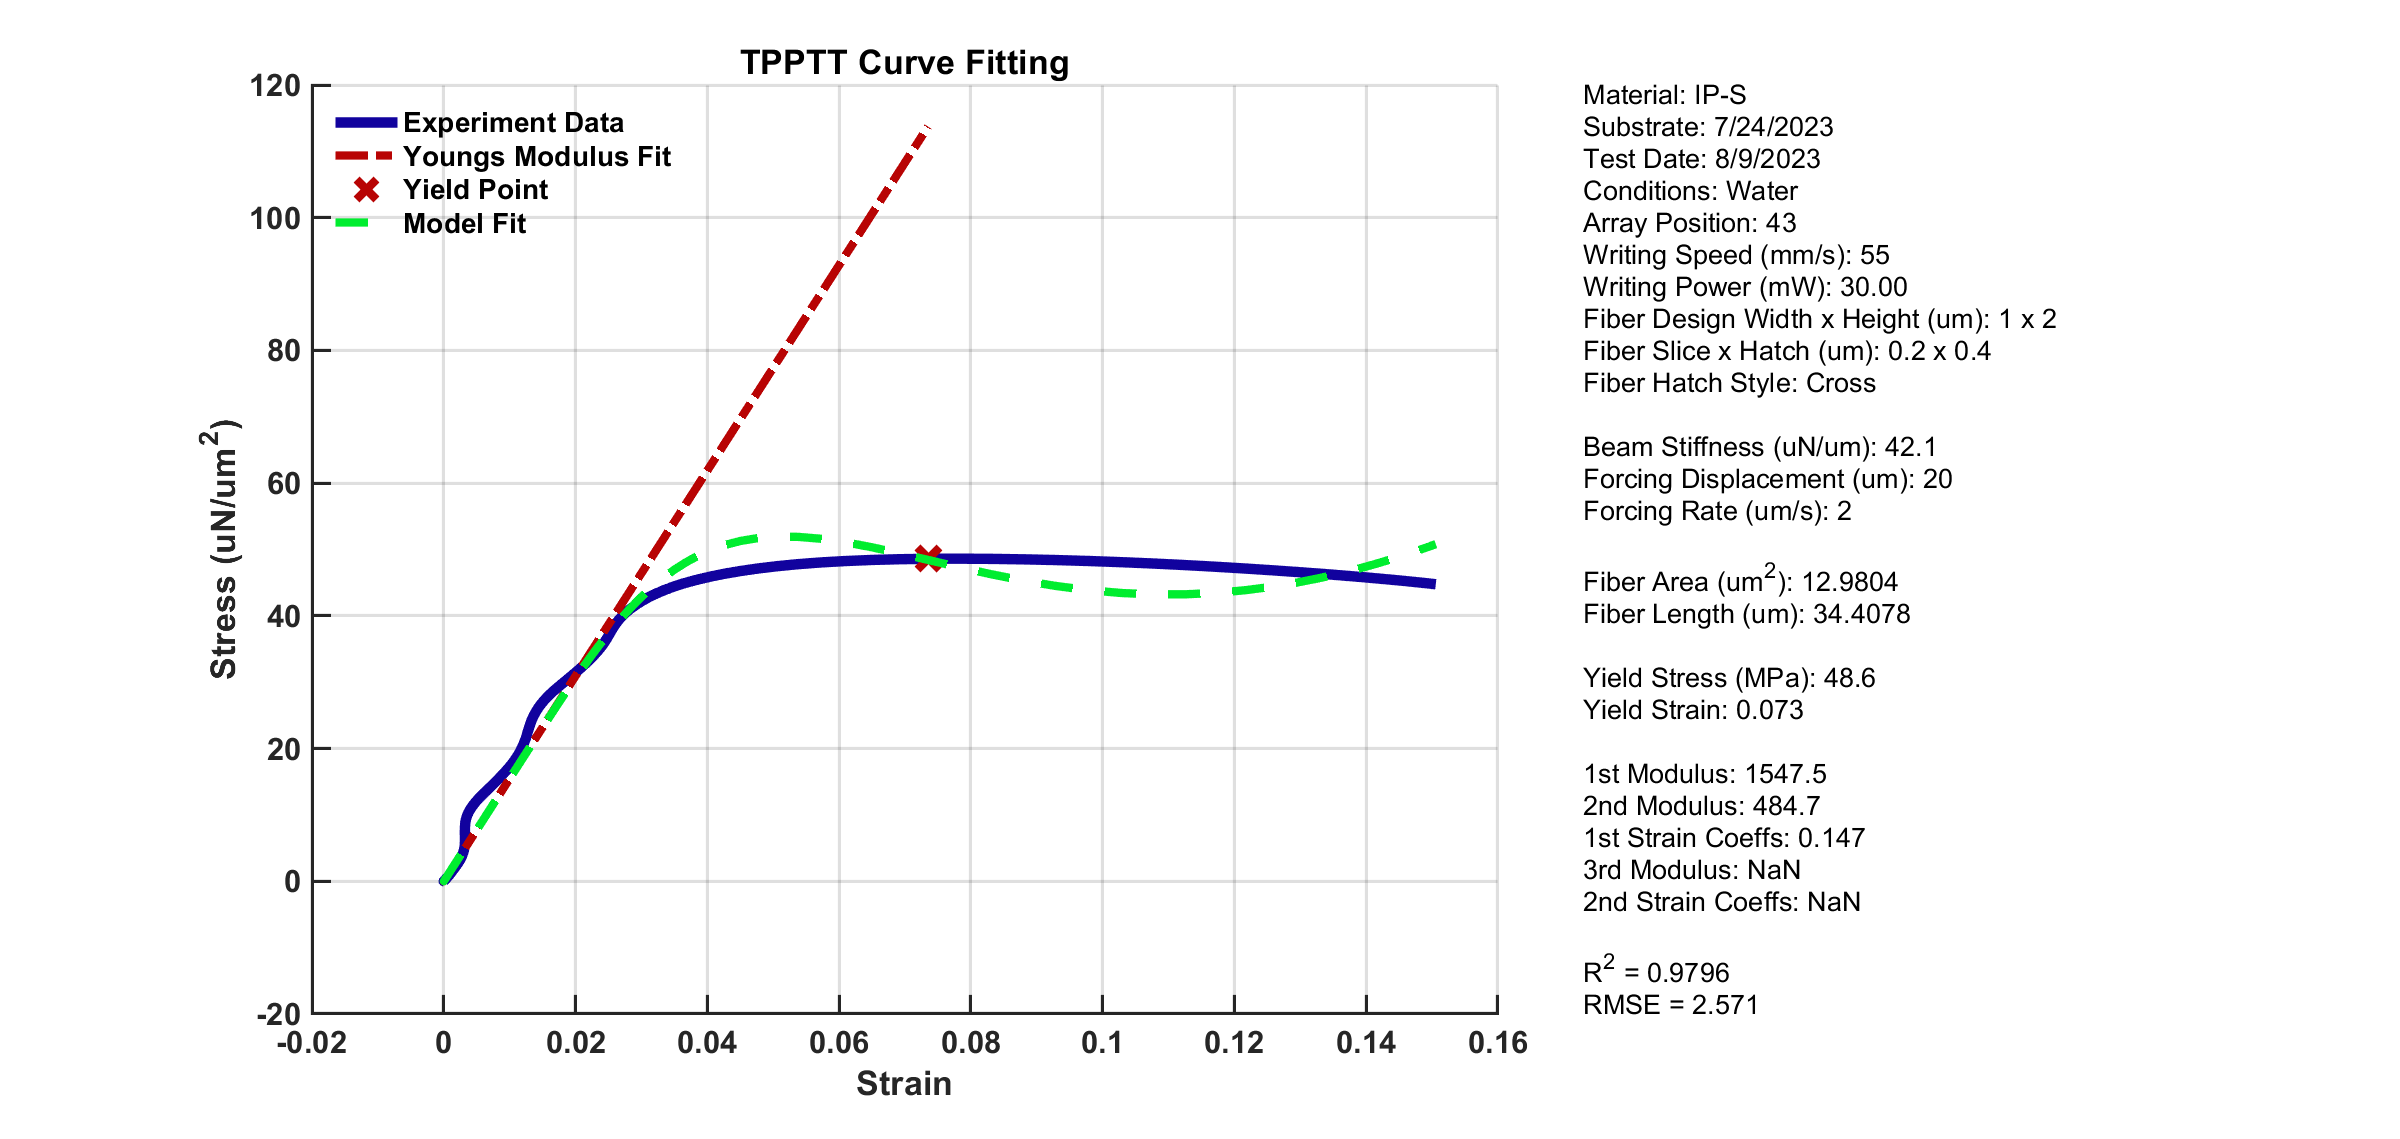 TPPTT Curve Fitting
120
100
80
60
40
20
0
-20
Stress (uN/um²)
Experiment Data
Youngs Modulus Fit
Yield Point
Model Fit
-0.02 0 0.02 0.04 0.06 0.08 0.1 0.12 0.14 0.16
Strain
Material: IP-S
Substrate: 7/24/2023
Test Date: 8/9/2023
Conditions: Water
Array Position: 43
Writing Speed (mm/s): 55
Writing Power (mW): 30.00
Fiber Design Width x Height (um): 1 x 2
Fiber Slice x Hatch (um): 0.2 x 0.4
Fiber Hatch Style: Cross
Beam Stiffness (uN/um): 42.1
Forcing Displacement (um): 20
Forcing Rate (um/s): 2
Fiber Area (um²): 12.9804
Fiber Length (um): 34.4078
Yield Stress (MPa): 48.6
Yield Strain: 0.073
1st Modulus: 1547.5
2nd Modulus: 484.7
1st Strain Coeffs: 0.147
3rd Modulus: NaN
2nd Strain Coeffs: NaN
R² = 0.9796
RMSE = 2.571